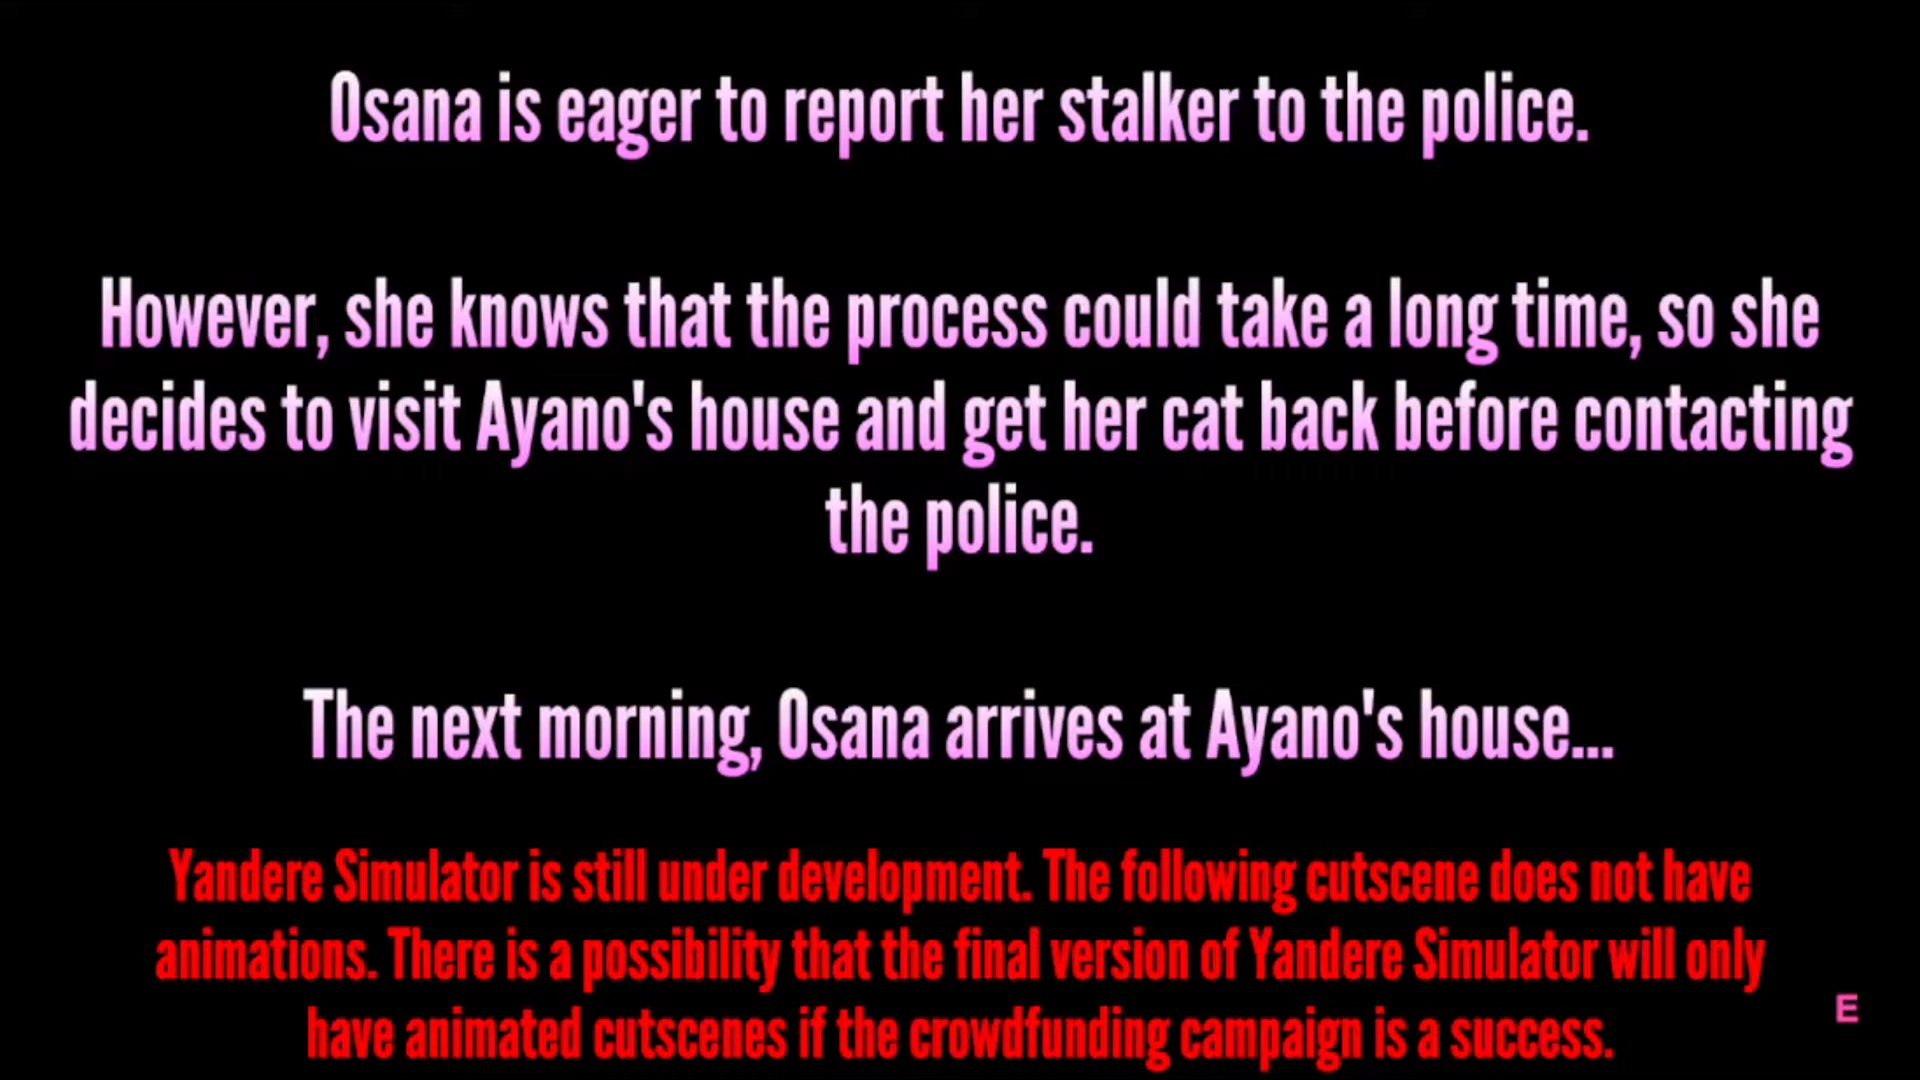 Osana is eager to report her stalker to the police.
However, she knows that the process could take a long time, so she
decides to visit Ayano's house and get her cat back before contacting
the police.
The next morning, Osana arrives at Ayano's house...
Yandere Simulator is still under development. The following cutscene does not have
animations. There is a possibility that the final version of Yandere Simulator will only
have animated cutscenes if the crowdfunding campaign is a success.
E